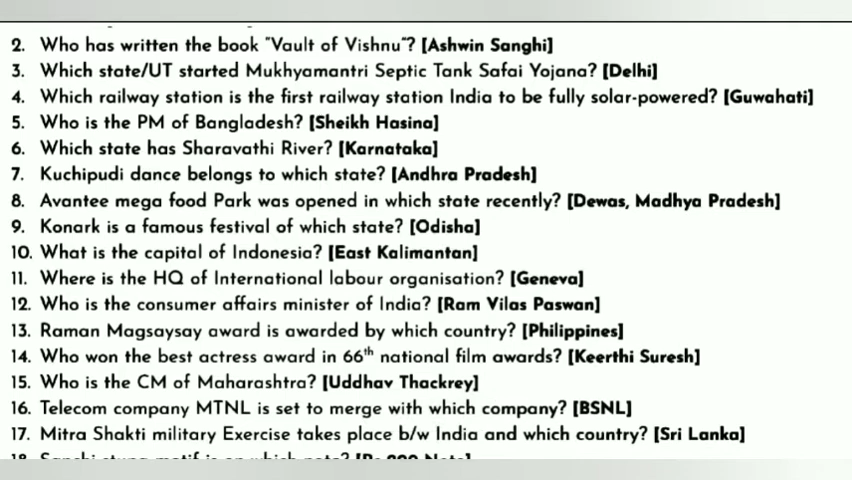 2. Who has written the book "Vault of Vishnu"? [Ashwin Sanghi]
3. Which state/UT started Mukhyamantri Septic Tank Safai Yojana? [Delhi]
4. Which railway station is the first railway station India to be fully solar-powered? [Guwahati]
5. Who is the PM of Bangladesh? [Sheikh Hasina]
6. Which state has Sharavathi River? [Karnataka]
7. Kuchipudi dance belongs to which state? [Andhra Pradesh]
8. Avantee mega food Park was opened in which state recently? [Dewas, Madhya Pradesh]
9. Konark is a famous festival of which state? [Odisha]
10. What is the capital of Indonesia? [East Kalimantan]
11. Where is the HQ of International labour organisation? [Geneva]
12. Who is the consumer affairs minister of India? [Ram Vilas Paswan]
13. Raman Magsaysay award is awarded by which country? [Philippines]
14. Who won the best actress award in 66th national film awards? [Keerthi Suresh]
15. Who is the CM of Maharashtra? [Uddhav Thackrey]
16. Telecom company MTNL is set to merge with which company? [BSNL]
17. Mitra Shakti military Exercise takes place b/w India and which country? [Sri Lanka]